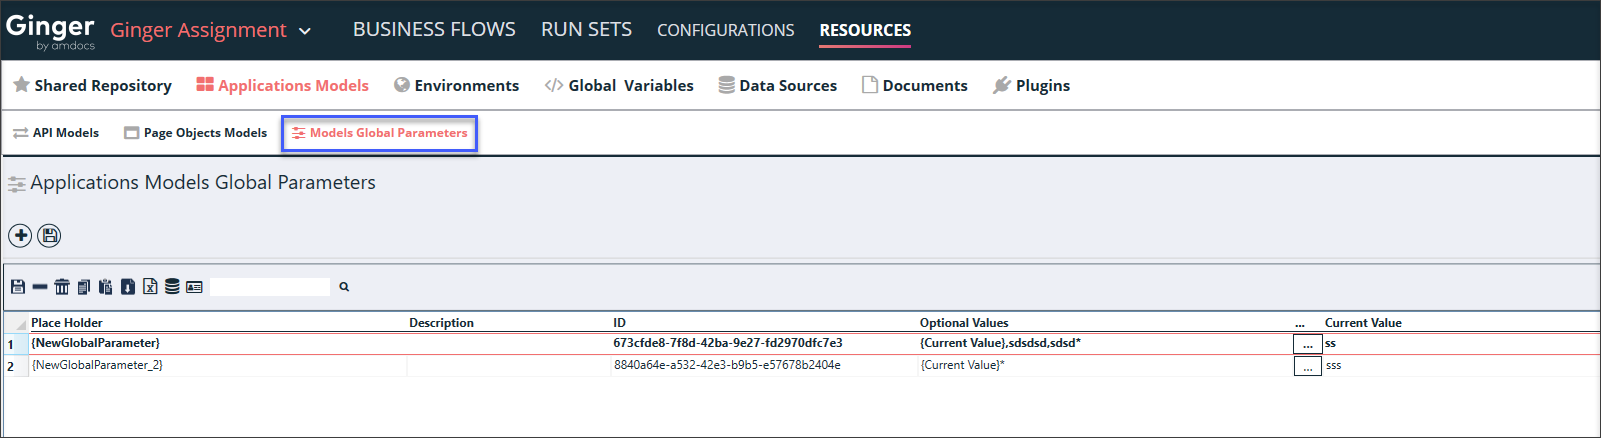 Ginger
by amdocs
Ginger Assignment BUSINESS FLOWS RUN SETS CONFIGURATIONS RESOURCES
Shared Repository Applications Models Environments Global Variables Data Sources Documents Plugins
API Models Page Objects Models Models Global Parameters
Applications Models Global Parameters
Place Holder Description ID Optional Values ... Current Value
1 {NewGlobalParameter} 673cfde8-7f8d-42ba-9e27-fd2970dfc7e3 {Current Value},sdsdsd,sdsd* ... ss
2 {NewGlobalParameter_2} 8840a64e-a532-42e3-b9b5-e57678b2404e {Current Value}* ... sss